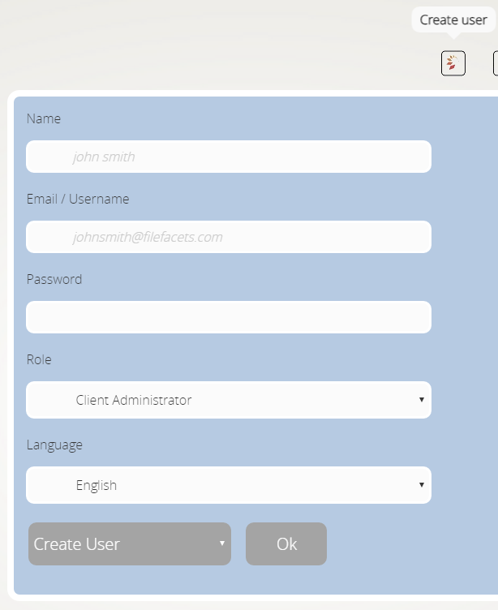 Create user
Name
john smith
Email / Username
johnsmith@filefacets.com
Password
Role
Client Administrator
Language
English
Create User
Ok